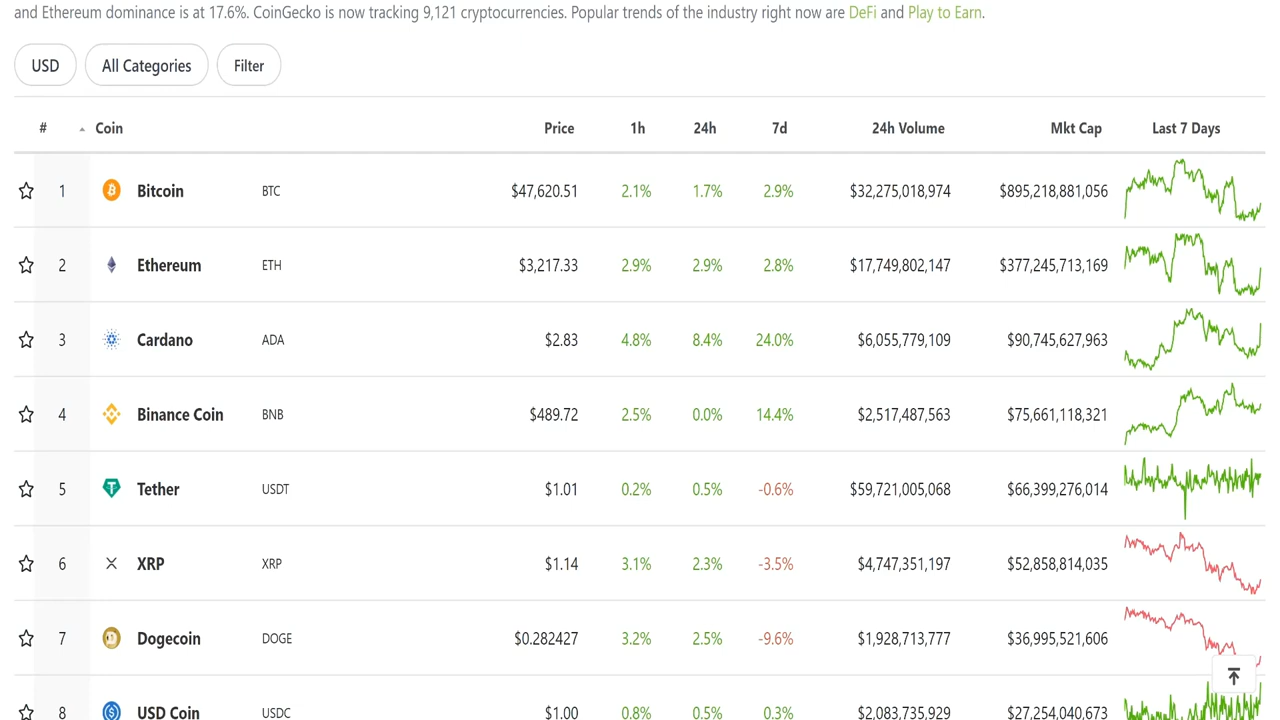 and Ethereum dominance is at 17.6%. CoinGecko is now tracking 9,121 cryptocurrencies. Popular trends of the industry right now are DeFi and Play to Earn.
USD All Categories Filter
# Coin Price 1h 24h 7d 24h Volume Mkt Cap Last 7 Days
1 Bitcoin BTC $47,620.51 2.1% 1.7% 2.9% $32,275,018,974 $895,218,881,056
2 Ethereum ETH $3,217.33 2.9% 2.9% 2.8% $17,749,802,147 $377,245,713,169
3 Cardano ADA $2.83 4.8% 8.4% 24.0% $6,055,779,109 $90,745,627,963
4 Binance Coin BNB $489.72 2.5% 0.0% 14.4% $2,517,487,563 $75,661,118,321
5 Tether USDT $1.01 0.2% 0.5% -0.6% $59,721,005,068 $66,399,276,014
6 XRP XRP $1.14 3.1% 2.3% -3.5% $4,747,351,197 $52,858,814,035
7 Dogecoin DOGE $0.282427 3.2% 2.5% -9.6% $1,928,713,777 $36,995,521,606
8 USD Coin USDC $1.00 0.8% 0.5% 0.3% $2,083,735,929 $27,254,040,673